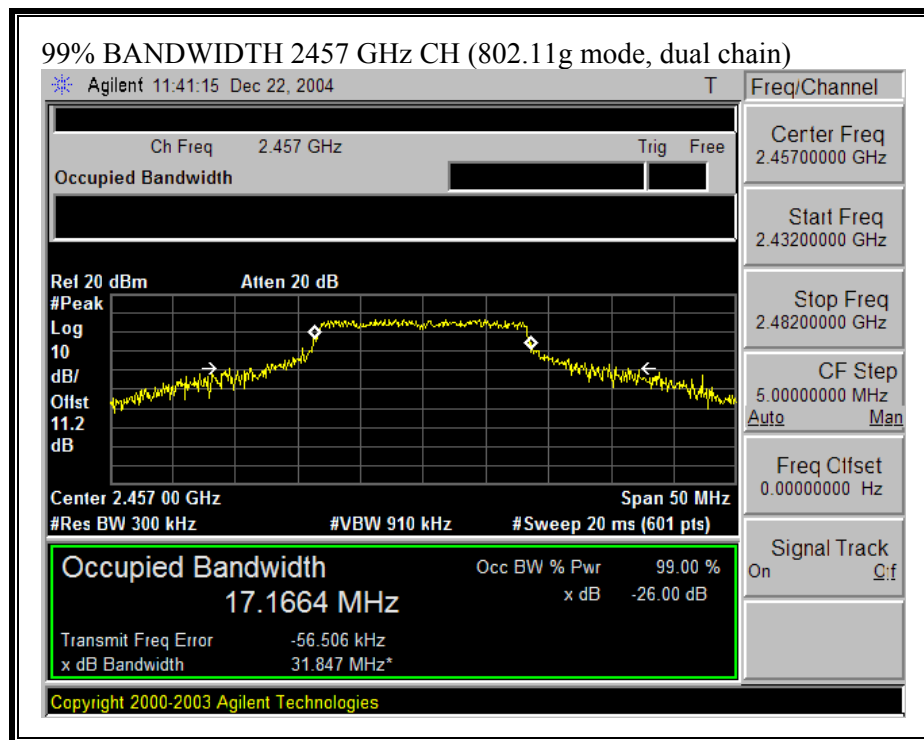 99% BANDWIDTH 2457 GHz CH (802.11g mode, dual chain)
Agilent 11:41:15 Dec 22, 2004 T
Freq/Channel
Ch Freq 2.457 GHz Trig Free
Occupied Bandwidth
Center Freq
2.45700000 GHz
Start Freq
2.43200000 GHz
Stop Freq
2.48200000 GHz
CF Step
5.00000000 MHz
Auto Man
Freq Offset
0.00000000 Hz
Signal Track
On Off
Ref 20 dBm Atten 20 dB
#Peak
Log
10
dB/
Offst
11.2
dB
Center 2.457 00 GHz Span 50 MHz
#Res BW 300 kHz #VBW 910 kHz #Sweep 20 ms (601 pts)
Occupied Bandwidth
17.1664 MHz
Occ BW % Pwr 99.00 %
x dB -26.00 dB
Transmit Freq Error -56.506 kHz
x dB Bandwidth 31.847 MHz*
Copyright 2000-2003 Agilent Technologies